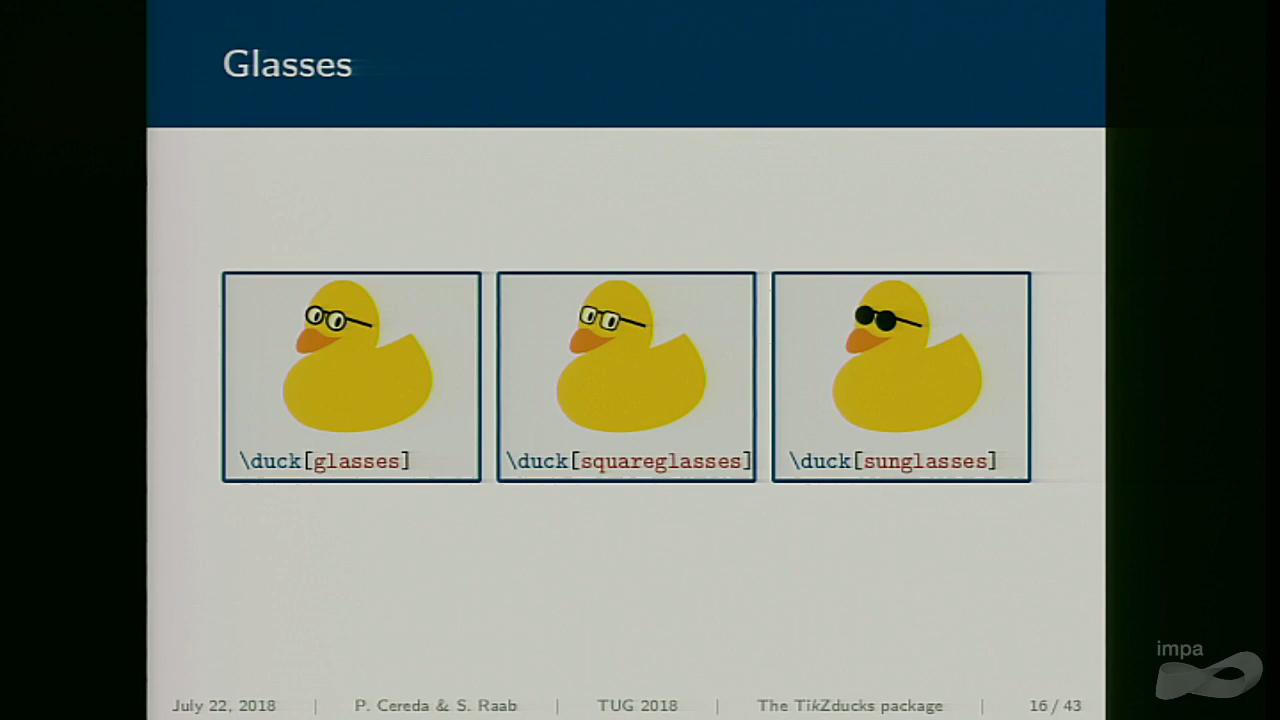 Glasses
\duck[glasses]
\duck[squareglasses]
\duck[sunglasses]
impa
July 22, 2018 | P. Cereda & S. Raab | TUG 2018 | The TikZducks package | 16 / 43